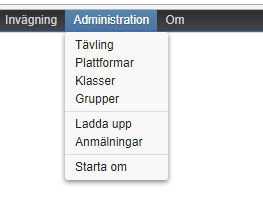 Invägning Administration Om
Tävling
Plattformar
Klasser
Grupper
Ladda upp
Anmälningar
Starta om